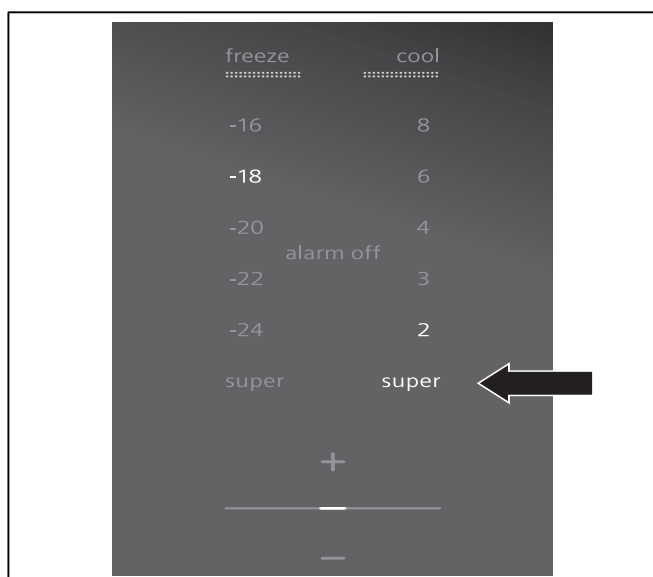 freeze cool
-16 8
-18 6
-20 4
alarm off
-22 3
-24 2
super super
+
−